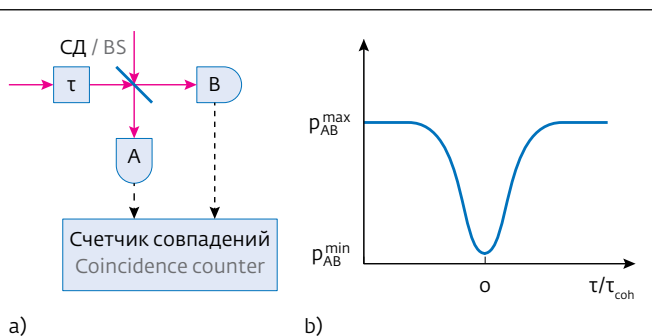 СД / BS
τ
B
A
Счетчик совпадений
Coincidence counter
a)
p_AB^max
p_AB^min
0
τ/τ_coh
b)